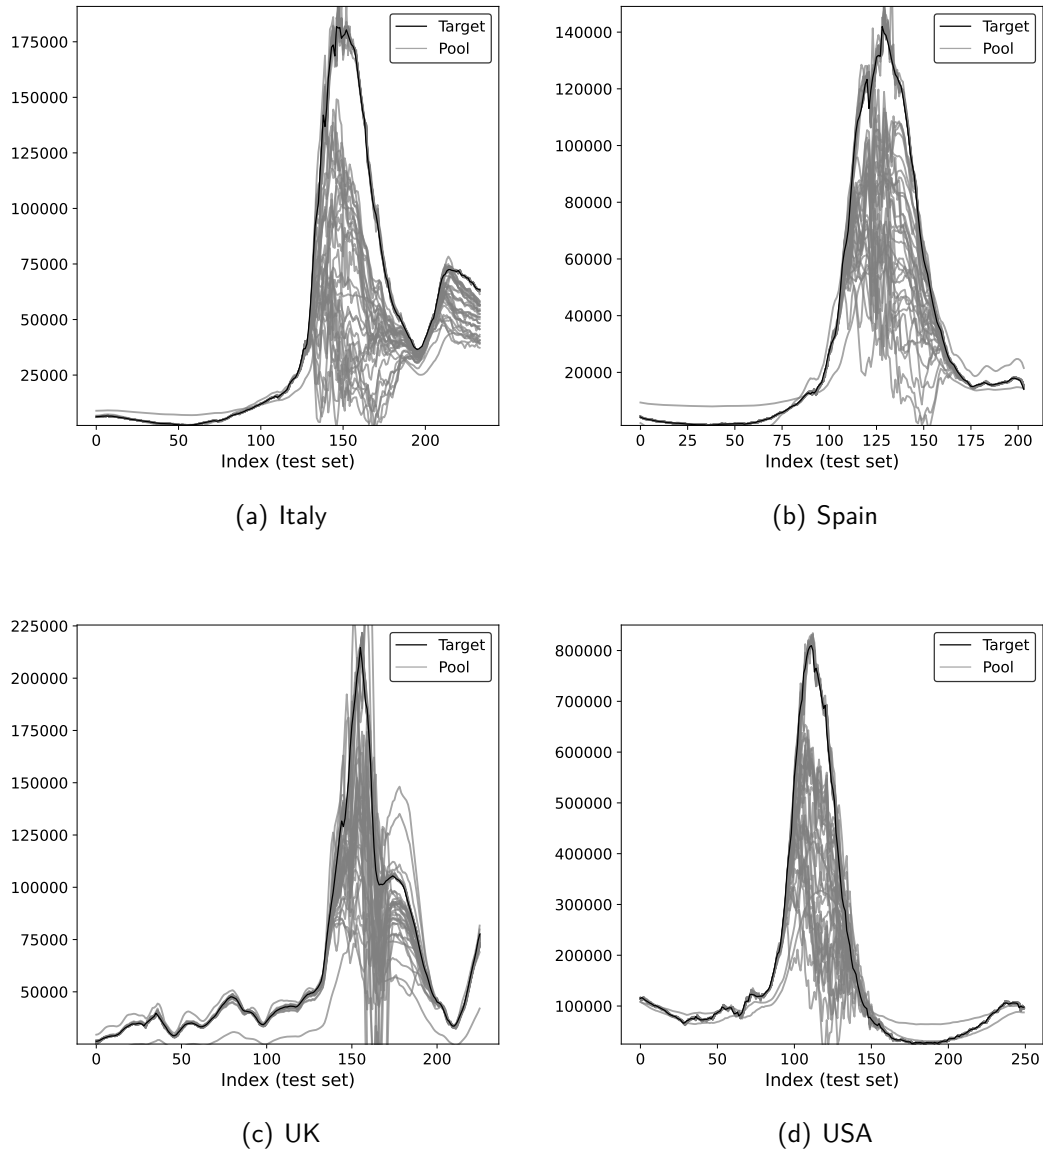 175000
150000
125000
100000
75000
50000
25000
Target
Pool
0 50 100 150 200
Index (test set)
(a) Italy
140000
120000
100000
80000
60000
40000
20000
Target
Pool
0 25 50 75 100 125 150 175 200
Index (test set)
(b) Spain
225000
200000
175000
150000
125000
100000
75000
50000
Target
Pool
0 50 100 150 200
Index (test set)
(c) UK
800000
700000
600000
500000
400000
300000
200000
100000
Target
Pool
0 50 100 150 200 250
Index (test set)
(d) USA